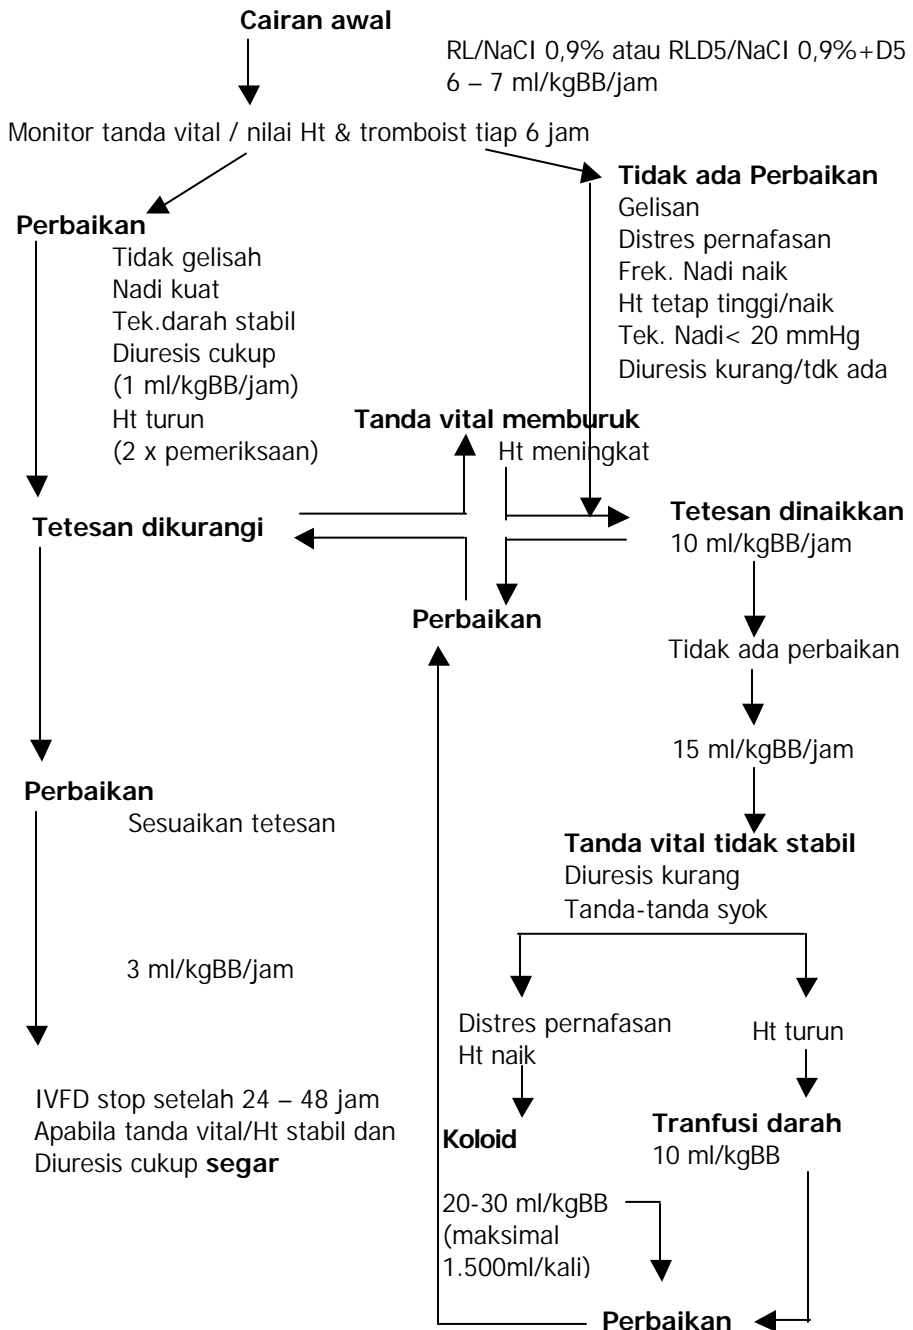 Cairan awal
RL/NaCl 0,9% atau RLD5/NaCl 0,9%+D5
6 – 7 ml/kgBB/jam
Monitor tanda vital / nilai Ht & tromboist tiap 6 jam
Perbaikan
Tidak gelisah
Nadi kuat
Tek.darah stabil
Diuresis cukup
(1 ml/kgBB/jam)
Ht turun
(2 x pemeriksaan)
Tidak ada Perbaikan
Gelisan
Distres pernafasan
Frek. Nadi naik
Ht tetap tinggi/naik
Tek. Nadi< 20 mmHg
Diuresis kurang/tdk ada
Tanda vital memburuk
Ht meningkat
Tetesan dikurangi
Tetesan dinaikkan
10 ml/kgBB/jam
Perbaikan
Tidak ada perbaikan
15 ml/kgBB/jam
Perbaikan
Sesuaikan tetesan
Tanda vital tidak stabil
Diuresis kurang
Tanda-tanda syok
3 ml/kgBB/jam
Distres pernafasan
Ht naik
Ht turun
IVFD stop setelah 24 – 48 jam
Apabila tanda vital/Ht stabil dan
Diuresis cukup segar
Koloid
20-30 ml/kgBB
(maksimal
1.500ml/kali)
Tranfusi darah
10 ml/kgBB
Perbaikan